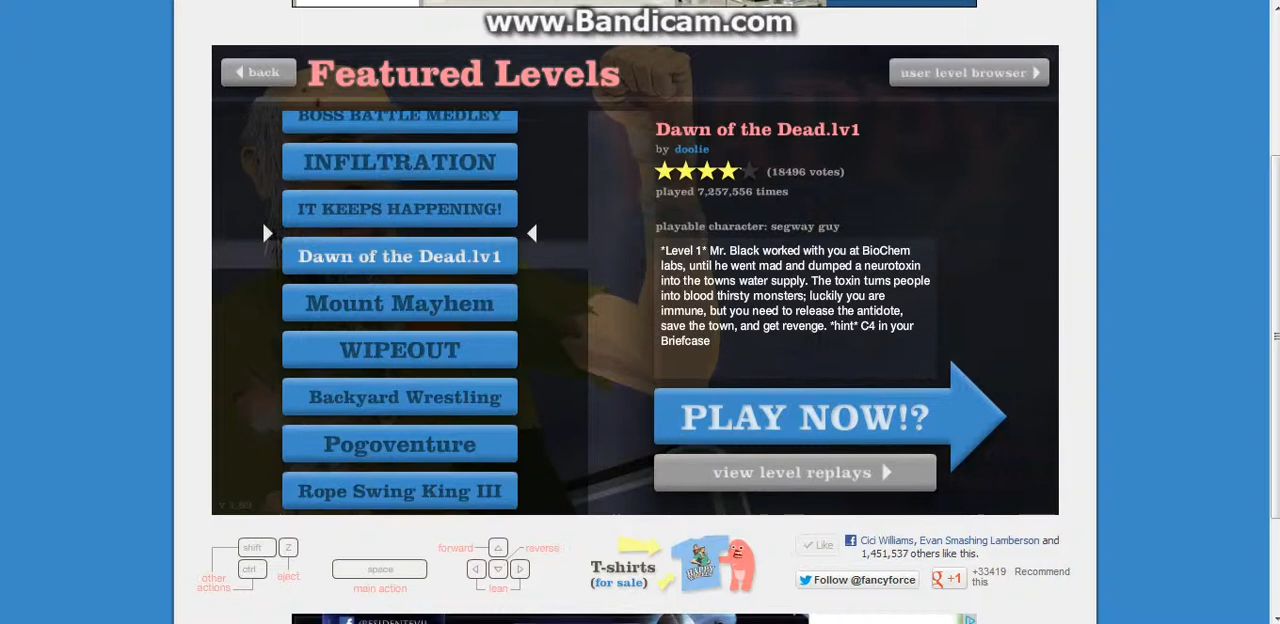 www.Bandicam.com
back
Featured Levels
user level browser
BOSS BATTLE MEDLEY
INFILTRATION
IT KEEPS HAPPENING!
Dawn of the Dead.lv1
Mount Mayhem
WIPEOUT
Backyard Wrestling
Pogoventure
Rope Swing King III
Dawn of the Dead.lv1
by doolie
(18496 votes)
played 7,257,556 times
playable character: segway guy
*Level 1* Mr. Black worked with you at BioChem
labs, until he went mad and dumped a neurotoxin
into the towns water supply. The toxin turns people
into blood thirsty monsters; luckily you are
immune, but you need to release the antidote,
save the town, and get revenge. *hint* C4 in your
Briefcase
PLAY NOW!?
view level replays
shift
Z
ctrl
eject
other
actions
space
main action
forward
reverse
lean
T-shirts
(for sale)
Like
Cici Williams, Evan Smashing Lamberson and
1,451,537 others like this.
Follow @fancyforce
+1
+33419 Recommend
this